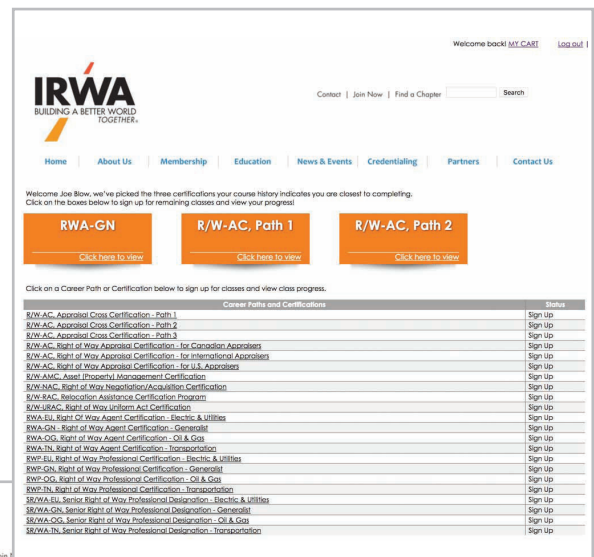 Welcome back! MY CART Log out |
IRWA
BUILDING A BETTER WORLD
TOGETHER®
Contact | Join Now | Find a Chapter Search
Home About Us Membership Education News & Events Credentialing Partners Contact Us
Welcome Joe Blow, we've picked the three certifications your course history indicates you are closest to completing.
Click on the boxes below to sign up for remaining classes and view your progress!
RWA-GN R/W-AC, Path 1 R/W-AC, Path 2
Click here to view Click here to view Click here to view
Click on a Career Path or Certification below to sign up for classes and view class progress.
Career Paths and Certifications Status
R/W-AC, Appraisal Cross Certification - Path 1 Sign Up
R/W-AC, Appraisal Cross Certification - Path 2 Sign Up
R/W-AC, Appraisal Cross Certification - Path 3 Sign Up
R/W-AC, Right of Way Appraisal Certification - for Canadian Appraisers Sign Up
R/W-AC, Right of Way Appraisal Certification - for International Appraisers Sign Up
R/W-AC, Right of Way Appraisal Certification - for U.S. Appraisers Sign Up
R/W-AMC, Asset (Property) Management Certification Sign Up
R/W-NAC, Right of Way Negotiation/Acquisition Certification Sign Up
R/W-RAC, Relocation Assistance Certification Program Sign Up
R/W-URAC, Right of Way Uniform Act Certification Sign Up
RWA-EU, Right Of Way Agent Certification - Electric & Utilities Sign Up
RWA-GN - Right of Way Agent Certification - Generalist Sign Up
RWA-OG, Right of Way Agent Certification - Oil & Gas Sign Up
RWA-TN, Right of Way Agent Certification - Transportation Sign Up
RWP-EU, Right of Way Professional Certification - Electric & Utilities Sign Up
RWP-GN, Right of Way Professional Certification - Generalist Sign Up
RWP-OG, Right of Way Professional Certification - Oil & Gas Sign Up
RWP-TN, Right of Way Professional Certification - Transportation Sign Up
SR/WA-EU, Senior Right of Way Professional Designation - Electric & Utilities Sign Up
SR/WA-GN, Senior Right of Way Professional Designation - Generalist Sign Up
SR/WA-OG, Senior Right of Way Professional Designation - Oil & Gas Sign Up
SR/WA-TN, Senior Right of Way Professional Designation - Transportation Sign Up